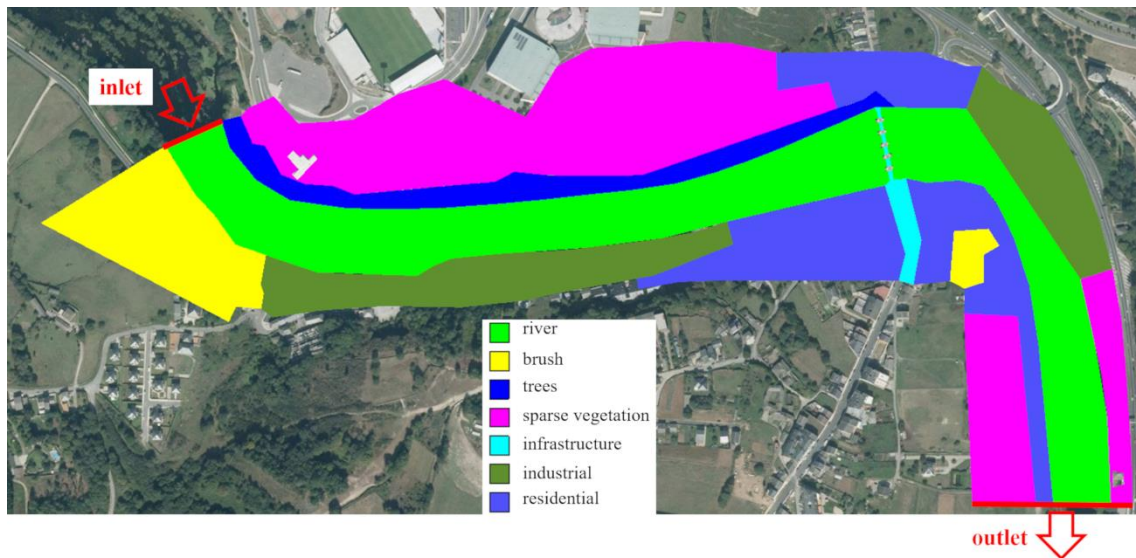 inlet
river
brush
trees
sparse vegetation
infrastructure
industrial
residential
outlet